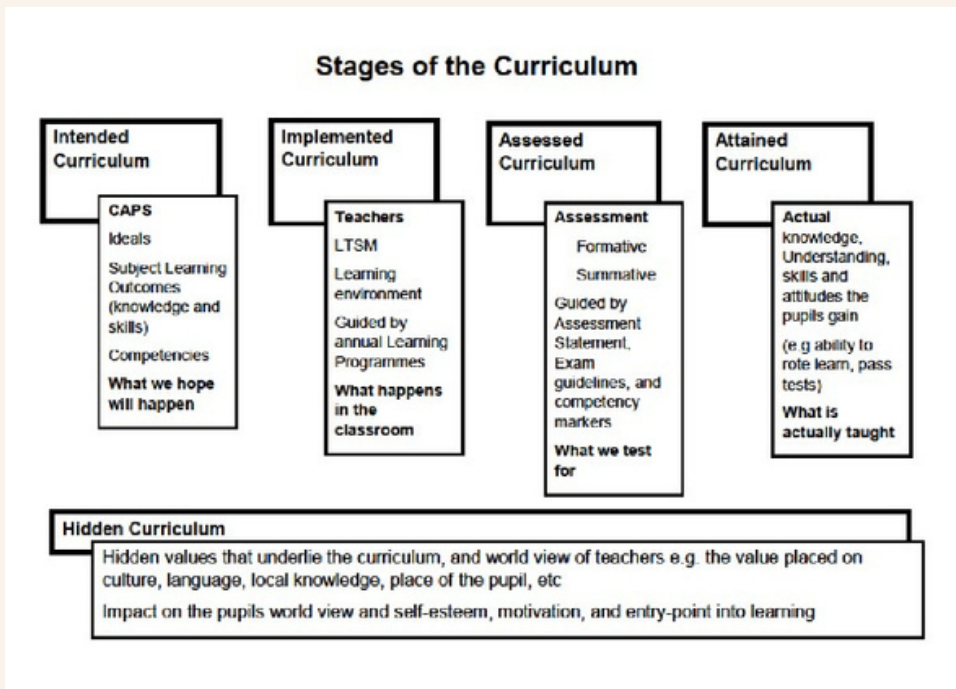 Stages of the Curriculum
Intended
Curriculum
CAPS
Ideals
Subject Learning
Outcomes
(knowledge and
skills)
Competencies
What we hope
will happen
Implemented
Curriculum
Teachers
LTSM
Learning
environment
Guided by
annual Learning
Programmes
What happens
in the
classroom
Assessed
Curriculum
Assessment
Formative
Summative
Guided by
Assessment
Statement,
Exam
guidelines, and
competency
markers
What we test
for
Attained
Curriculum
Actual
knowledge,
Understanding,
skills and
attitudes the
pupils gain
(e.g ability to
rote learn, pass
tests)
What is
actually taught
Hidden Curriculum
Hidden values that underlie the curriculum, and world view of teachers e.g. the value placed on
culture, language, local knowledge, place of the pupil, etc
Impact on the pupils world view and self-esteem, motivation, and entry-point into learning